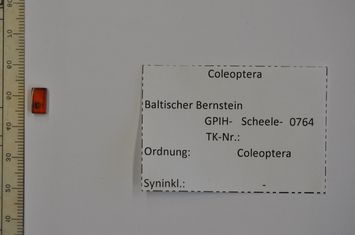 Coleoptera
Baltischer Bernstein
GPIH- Scheele- 0764
TK-Nr.:
Ordnung: Coleoptera
Syninkl.: -